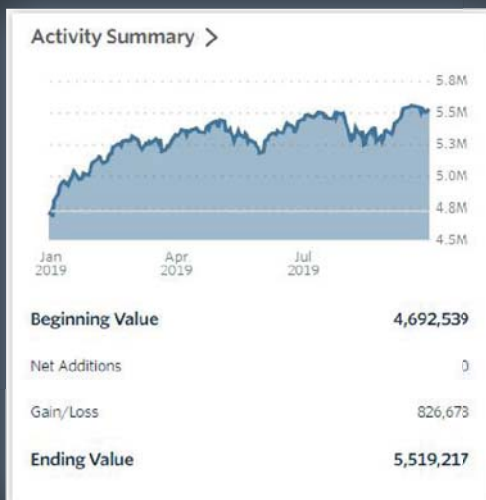 Activity Summary >
5.8M
5.5M
5.3M
5.0M
4.8M
4.5M
Jan 2019
Apr 2019
Jul 2019
Beginning Value 4,692,539
Net Additions 0
Gain/Loss 826,678
Ending Value 5,519,217